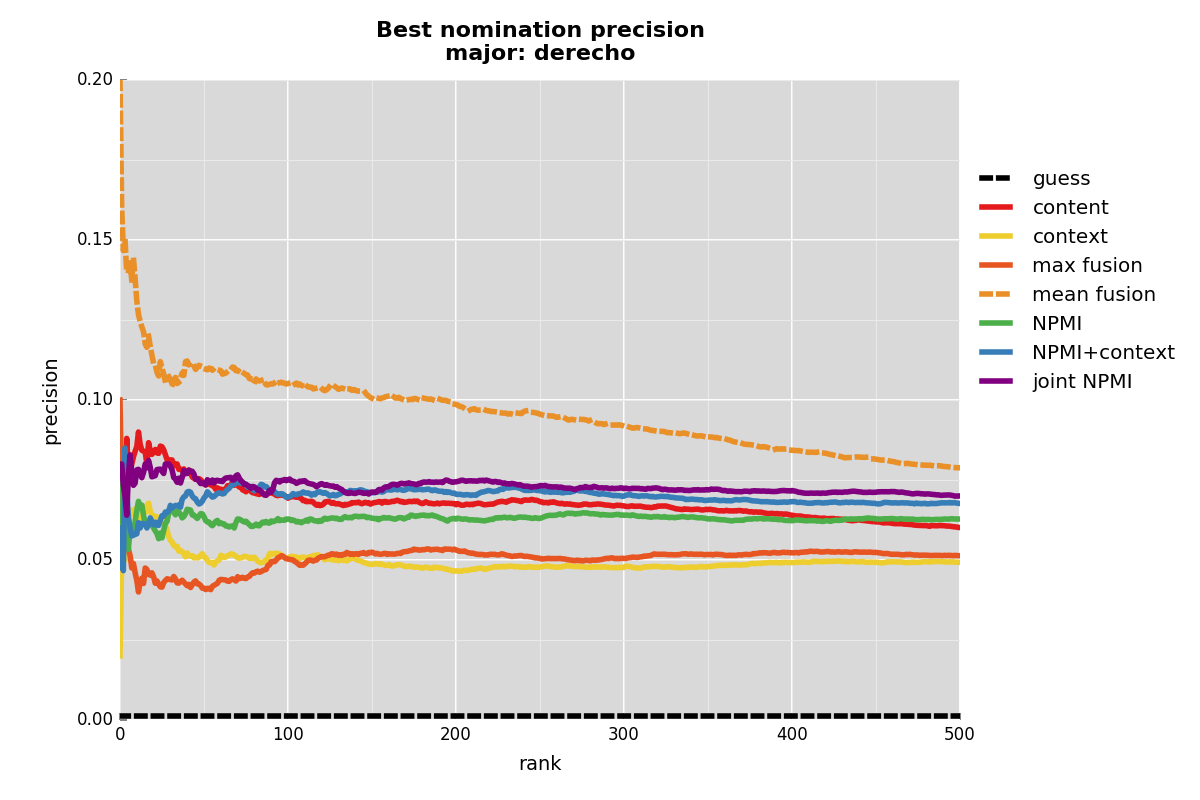 Best nomination precision
major: derecho
0.20
0.15
0.10
0.05
0.00
precision
0 100 200 300 400 500
rank
guess
content
context
max fusion
mean fusion
NPMI
NPMI+context
joint NPMI